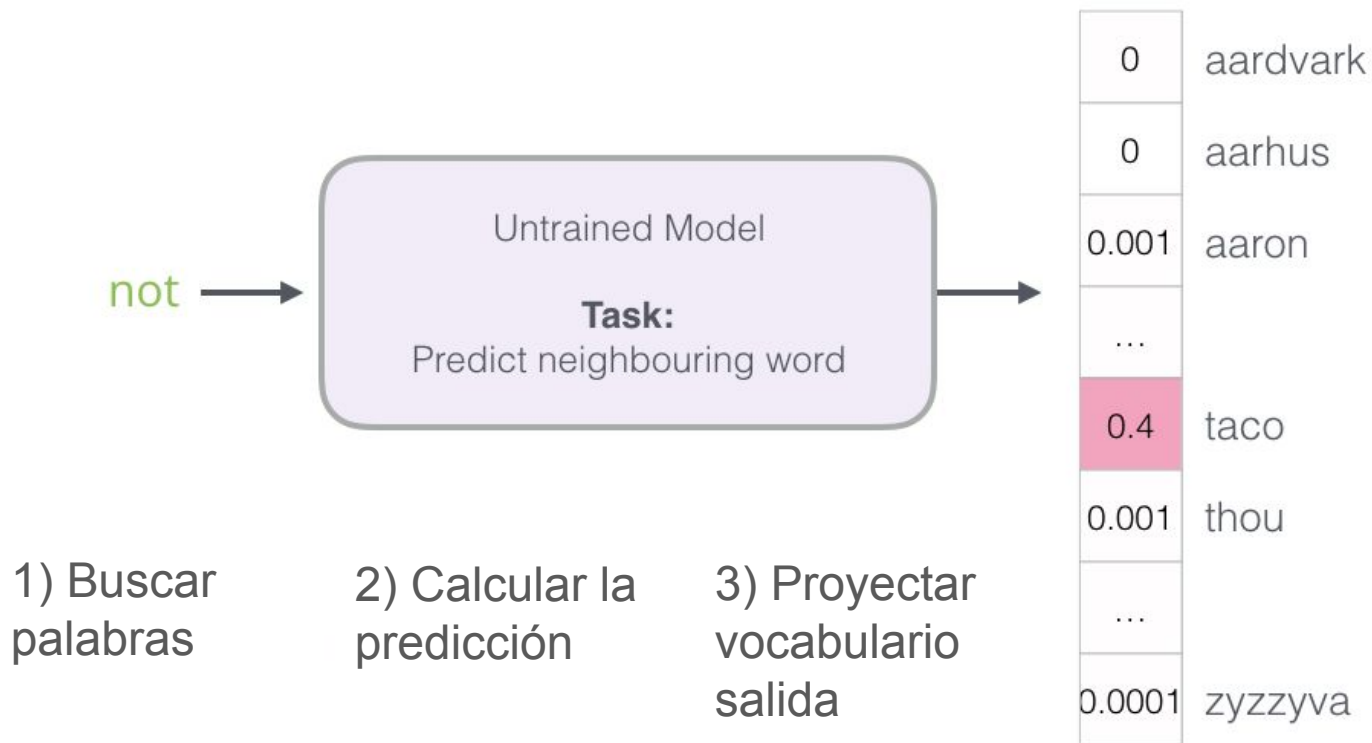 0 aardvark
0 aarhus
0.001 aaron
...
0.4 taco
0.001 thou
...
0.0001 zyzzyva
not
Untrained Model
Task:
Predict neighbouring word
1) Buscar
palabras
2) Calcular la
predicción
3) Proyectar
vocabulario
salida